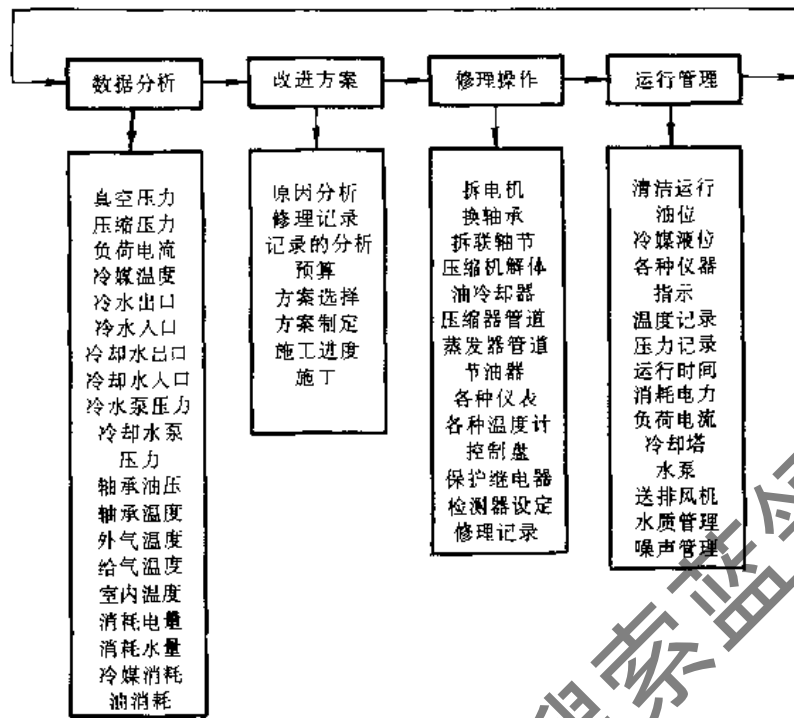 数据分析
改进方案
修理操作
运行管理
真空压力
压缩压力
负荷电流
冷媒温度
冷水出口
冷水入口
冷却水出口
冷却水入口
冷水泵压力
冷却水泵
压力
轴承油压
轴承温度
外气温度
给气温度
室内温度
消耗电量
消耗水量
冷媒消耗
油消耗
原因分析
修理记录
记录的分析
预算
方案选择
方案制定
施工进度
施工
拆电机
换轴承
拆联轴节
压缩机解体
油冷却器
压缩器管道
蒸发器管道
节油器
各种仪表
各种温度计
控制盘
保护继电器
检测器设定
修理记录
清洁运行
油位
冷媒液位
各种仪器
指示
温度记录
压力记录
运行时间
消耗电力
负荷电流
冷却塔
水泵
送排风机
水质管理
噪声管理
搜索蓝领